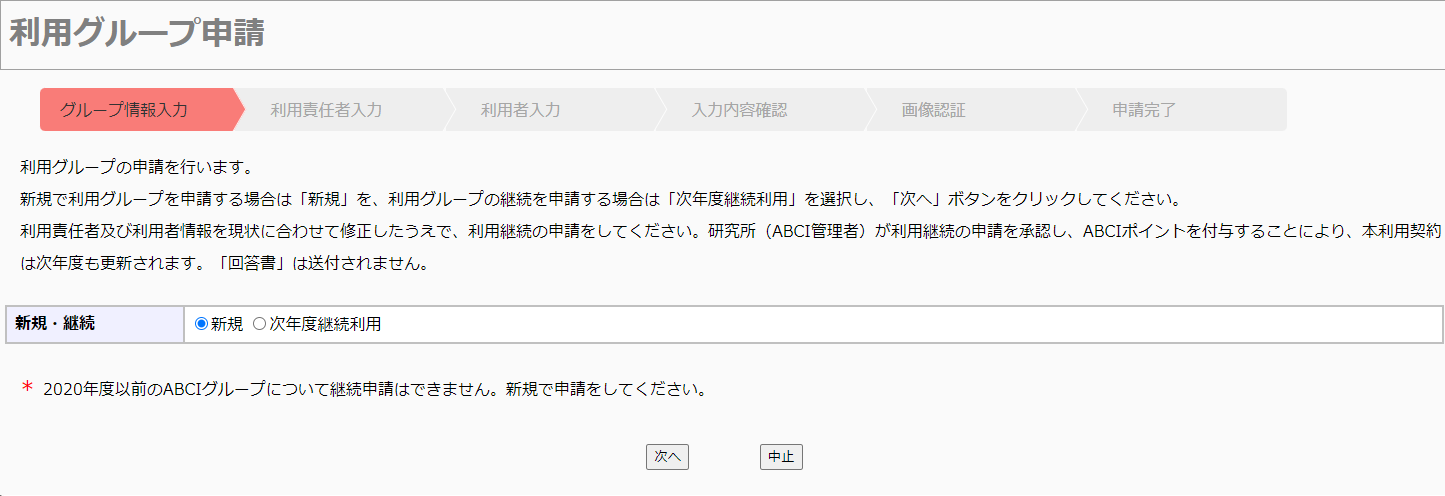 利用グループ申請
グループ情報入力 利用責任者入力 利用者入力 入力内容確認 画像認証 申請完了
利用グループの申請を行います。
新規で利用グループを申請する場合は「新規」を、利用グループの継続を申請する場合は「次年度継続利用」を選択し、「次へ」ボタンをクリックしてください。
利用責任者及び利用者情報を現状に合わせて修正したうえで、利用継続の申請をしてください。研究所（ABCI管理者）が利用継続の申請を承認し、ABCIポイントを付与することにより、本利用契約
は次年度も更新されます。「回答書」は送付されません。
新規・継続 新規 次年度継続利用
* 2020年度以前のABCIグループについて継続申請はできません。新規で申請をしてください。
次へ 中止